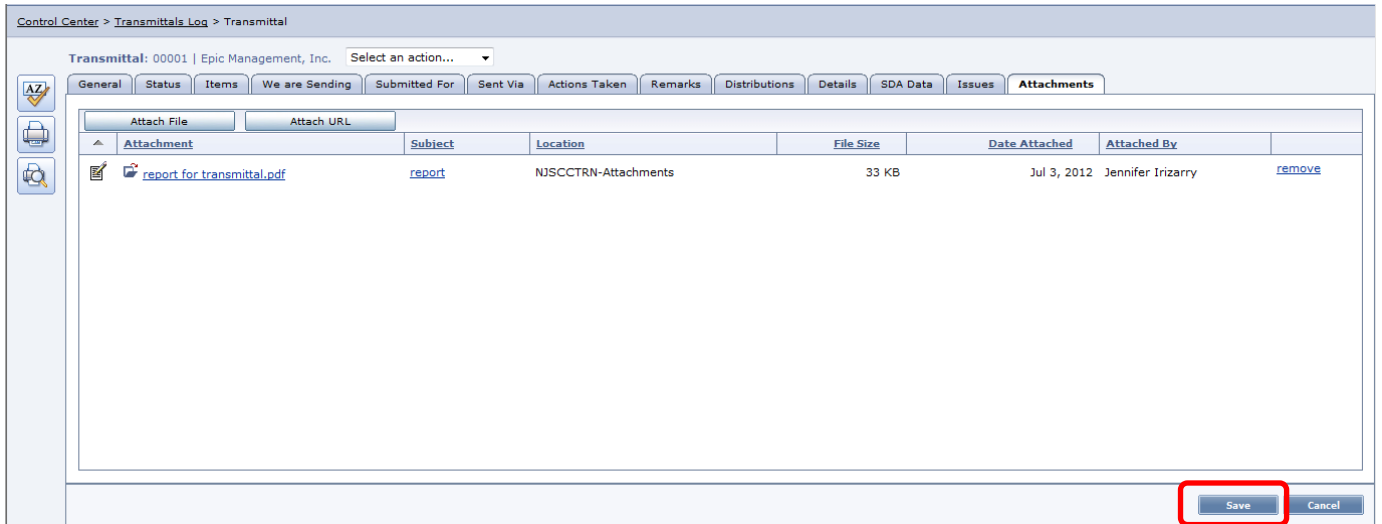 Control Center > Transmittals Log > Transmittal
Transmittal: 00001 | Epic Management, Inc. Select an action...
General Status Items We are Sending Submitted For Sent Via Actions Taken Remarks Distributions Details SDA Data Issues Attachments
AZ
Attach File Attach URL
Attachment Subject Location File Size Date Attached Attached By
report for transmittal.pdf report NJSCCTRN-Attachments 33 KB Jul 3, 2012 Jennifer Irizarry remove
Save Cancel